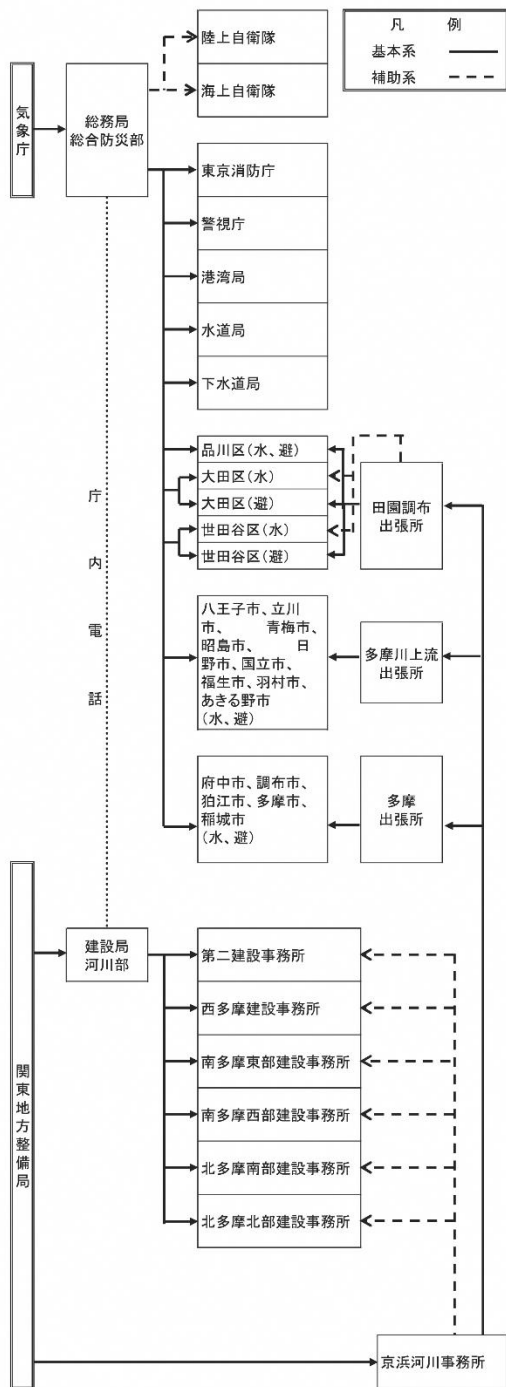 凡 例
基本系
補助系
陸上自衛隊
海上自衛隊
気象庁
総務局
総合防災部
東京消防庁
警視庁
港湾局
水道局
下水道局
品川区(水、避)
大田区(水)
大田区(避)
世田谷区(水)
世田谷区(避)
田園調布
出張所
庁内電話
八王子市、立川
市、 青梅市、
昭島市、 日
野市、国立市、
福生市、羽村市、
あきる野市
(水、避)
多摩川上流
出張所
府中市、調布市、
狛江市、多摩市、
稲城市
(水、避)
多摩
出張所
関東地方整備局
建設局
河川部
第二建設事務所
西多摩建設事務所
南多摩東部建設事務所
南多摩西部建設事務所
北多摩南部建設事務所
北多摩北部建設事務所
京浜河川事務所